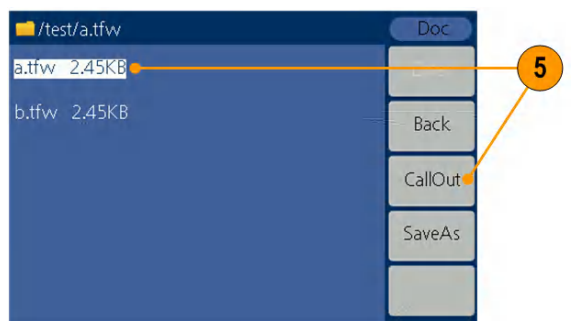 /test/a.tfw
Doc
a.tfw 2.45KB
5
b.tfw 2.45KB
Back
CallOut
SaveAs